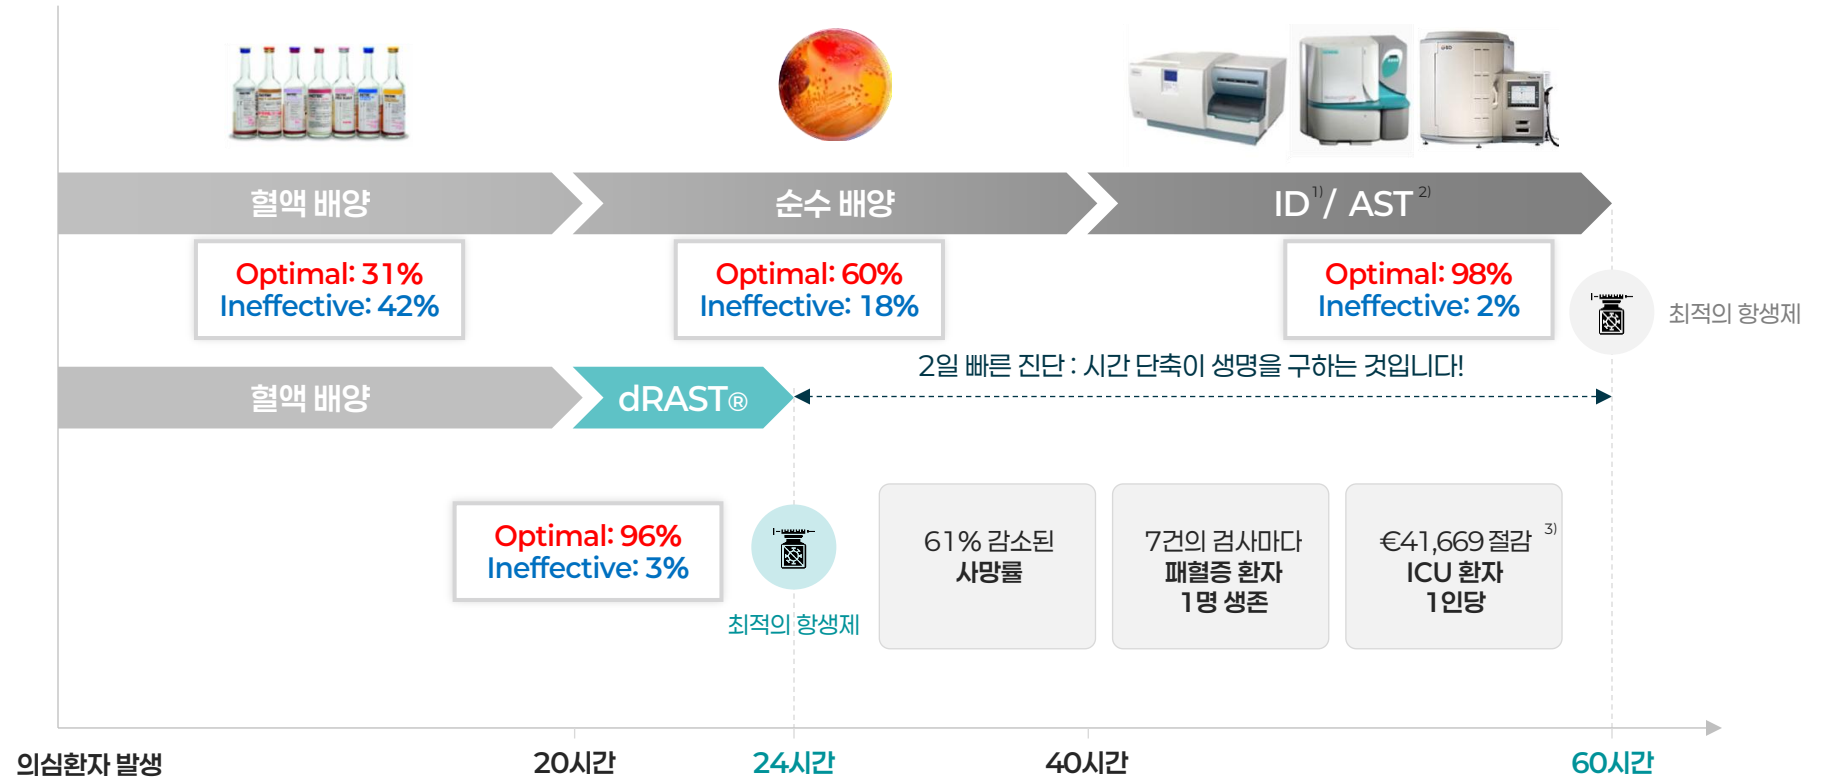 혈액 배양
순수 배양
ID 1) / AST 2)
Optimal: 31%
Ineffective: 42%
Optimal: 60%
Ineffective: 18%
Optimal: 98%
Ineffective: 2%
최적의 항생제
2일 빠른 진단 : 시간 단축이 생명을 구하는 것입니다!
혈액 배양
dRAST®
Optimal: 96%
Ineffective: 3%
최적의 항생제
61% 감소된
사망률
7건의 검사마다
패혈증 환자
1명 생존
€41,669 절감 3)
ICU 환자
1인당
의심환자 발생
20시간
24시간
40시간
60시간